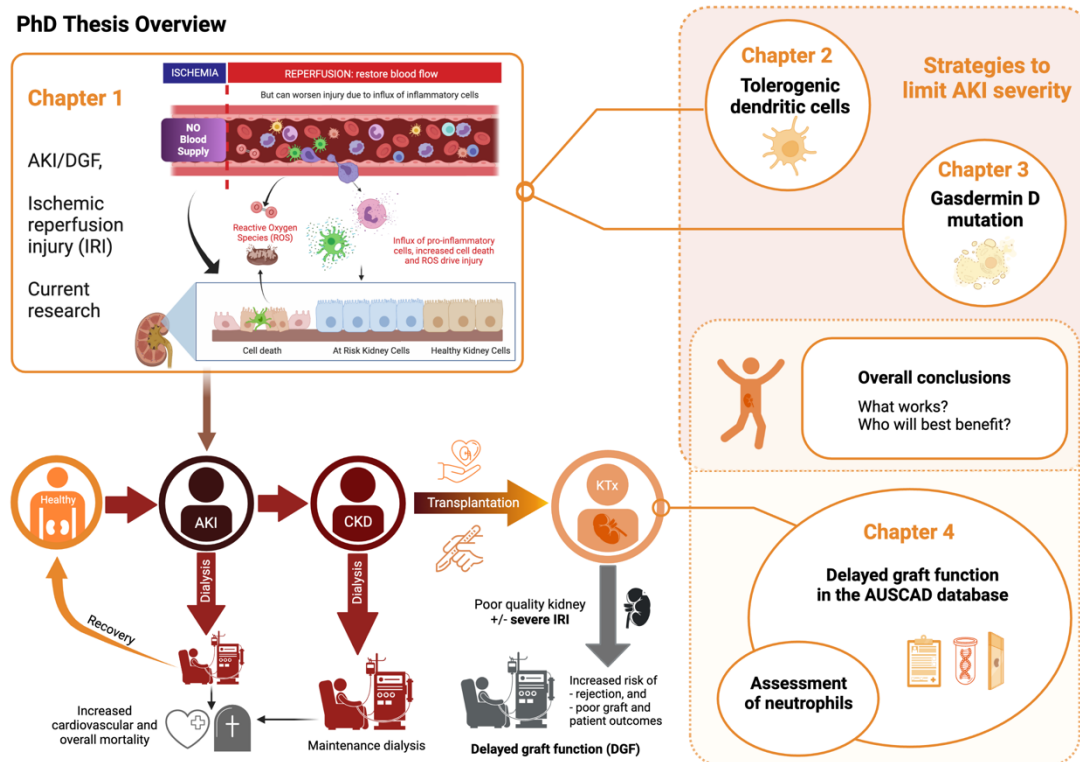 PhD Thesis Overview
Chapter 1
AKI/DGF,
Ischemic
reperfusion
injury (IRI)
Current
research
ISCHEMIA
REPERFUSION: restore blood flow
But can worsen injury due to influx of inflammatory cells
NO
Blood
Supply
Reactive Oxygen
Species (ROS)
Influx of pro-inflammatory
cells, increased cell death
and ROS drive injury
Cell death
At Risk Kidney Cells
Healthy Kidney Cells
Chapter 2
Tolerogenic
dendritic cells
Strategies to
limit AKI severity
Chapter 3
Gasdermin D
mutation
Overall conclusions
What works?
Who will best benefit?
Healthy
AKI
CKD
Transplantation
KTx
Dialysis
Dialysis
Recovery
Increased
cardiovascular and
overall mortality
Maintenance dialysis
Poor quality kidney
+/- severe IRI
Increased risk of
- rejection, and
- poor graft and
patient outcomes
Delayed graft function (DGF)
Chapter 4
Delayed graft function
in the AUSCAD database
Assessment
of neutrophils